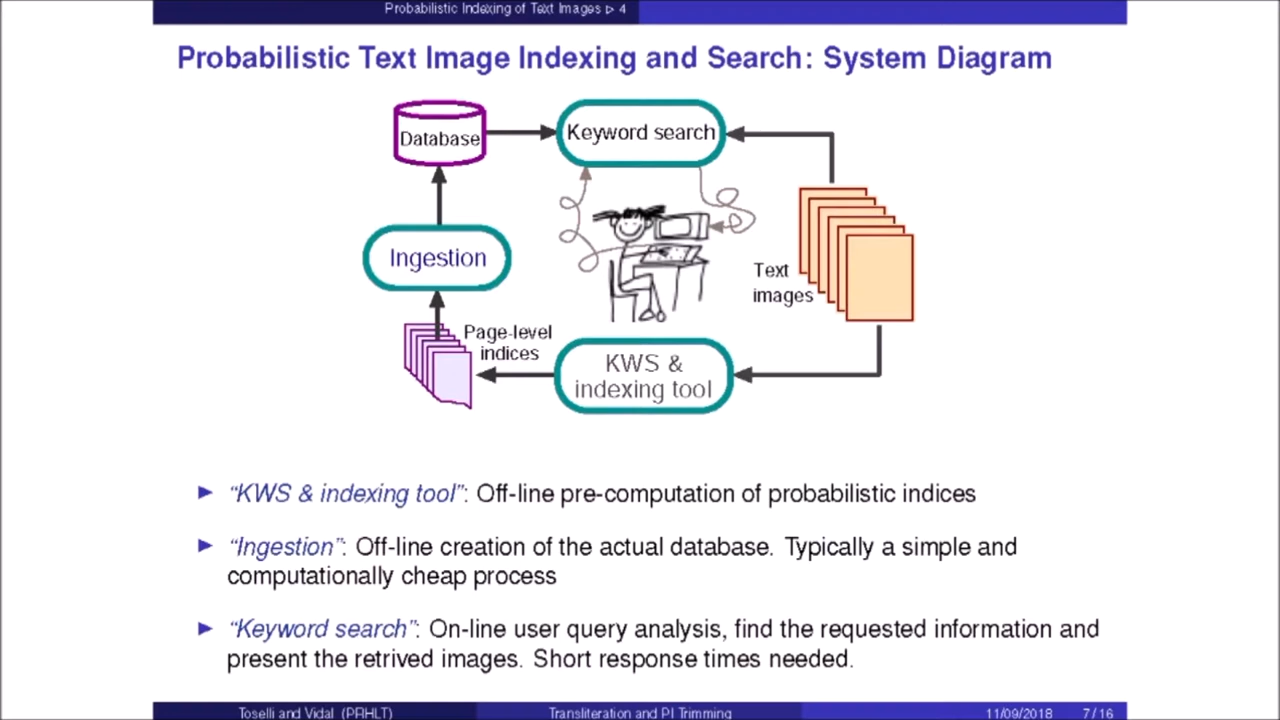 Probabilistic Indexing of Text Images ▷ 4
Probabilistic Text Image Indexing and Search: System Diagram
Database
Keyword search
Ingestion
Text
images
Page-level
indices
KWS &
indexing tool
▶ “KWS & indexing tool”: Off-line pre-computation of probabilistic indices
▶ “Ingestion”: Off-line creation of the actual database. Typically a simple and
computationally cheap process
▶ “Keyword search”: On-line user query analysis, find the requested information and
present the retrived images. Short response times needed.
Toselli and Vidal (PRHLT) Transliteration and PI Trimming 11/09/2018 7/16